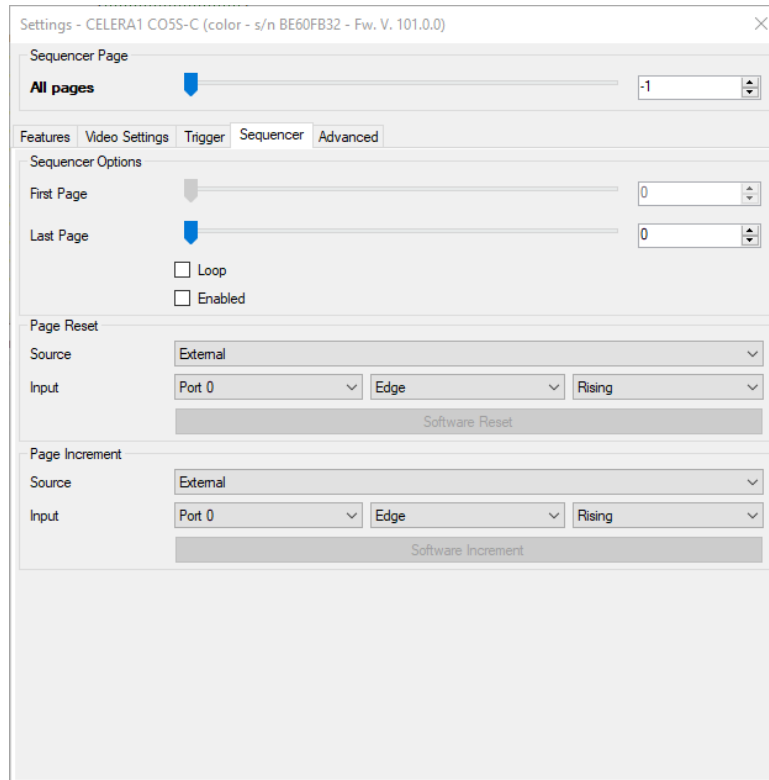 Settings - CELERA1 CO5S-C (color - s/n BE60FB32 - Fw. V. 101.0.0)
Sequencer Page
All pages -1
Features Video Settings Trigger Sequencer Advanced
Sequencer Options
First Page 0
Last Page 0
Loop
Enabled
Page Reset
Source External
Input Port 0 Edge Rising
Software Reset
Page Increment
Source External
Input Port 0 Edge Rising
Software Increment